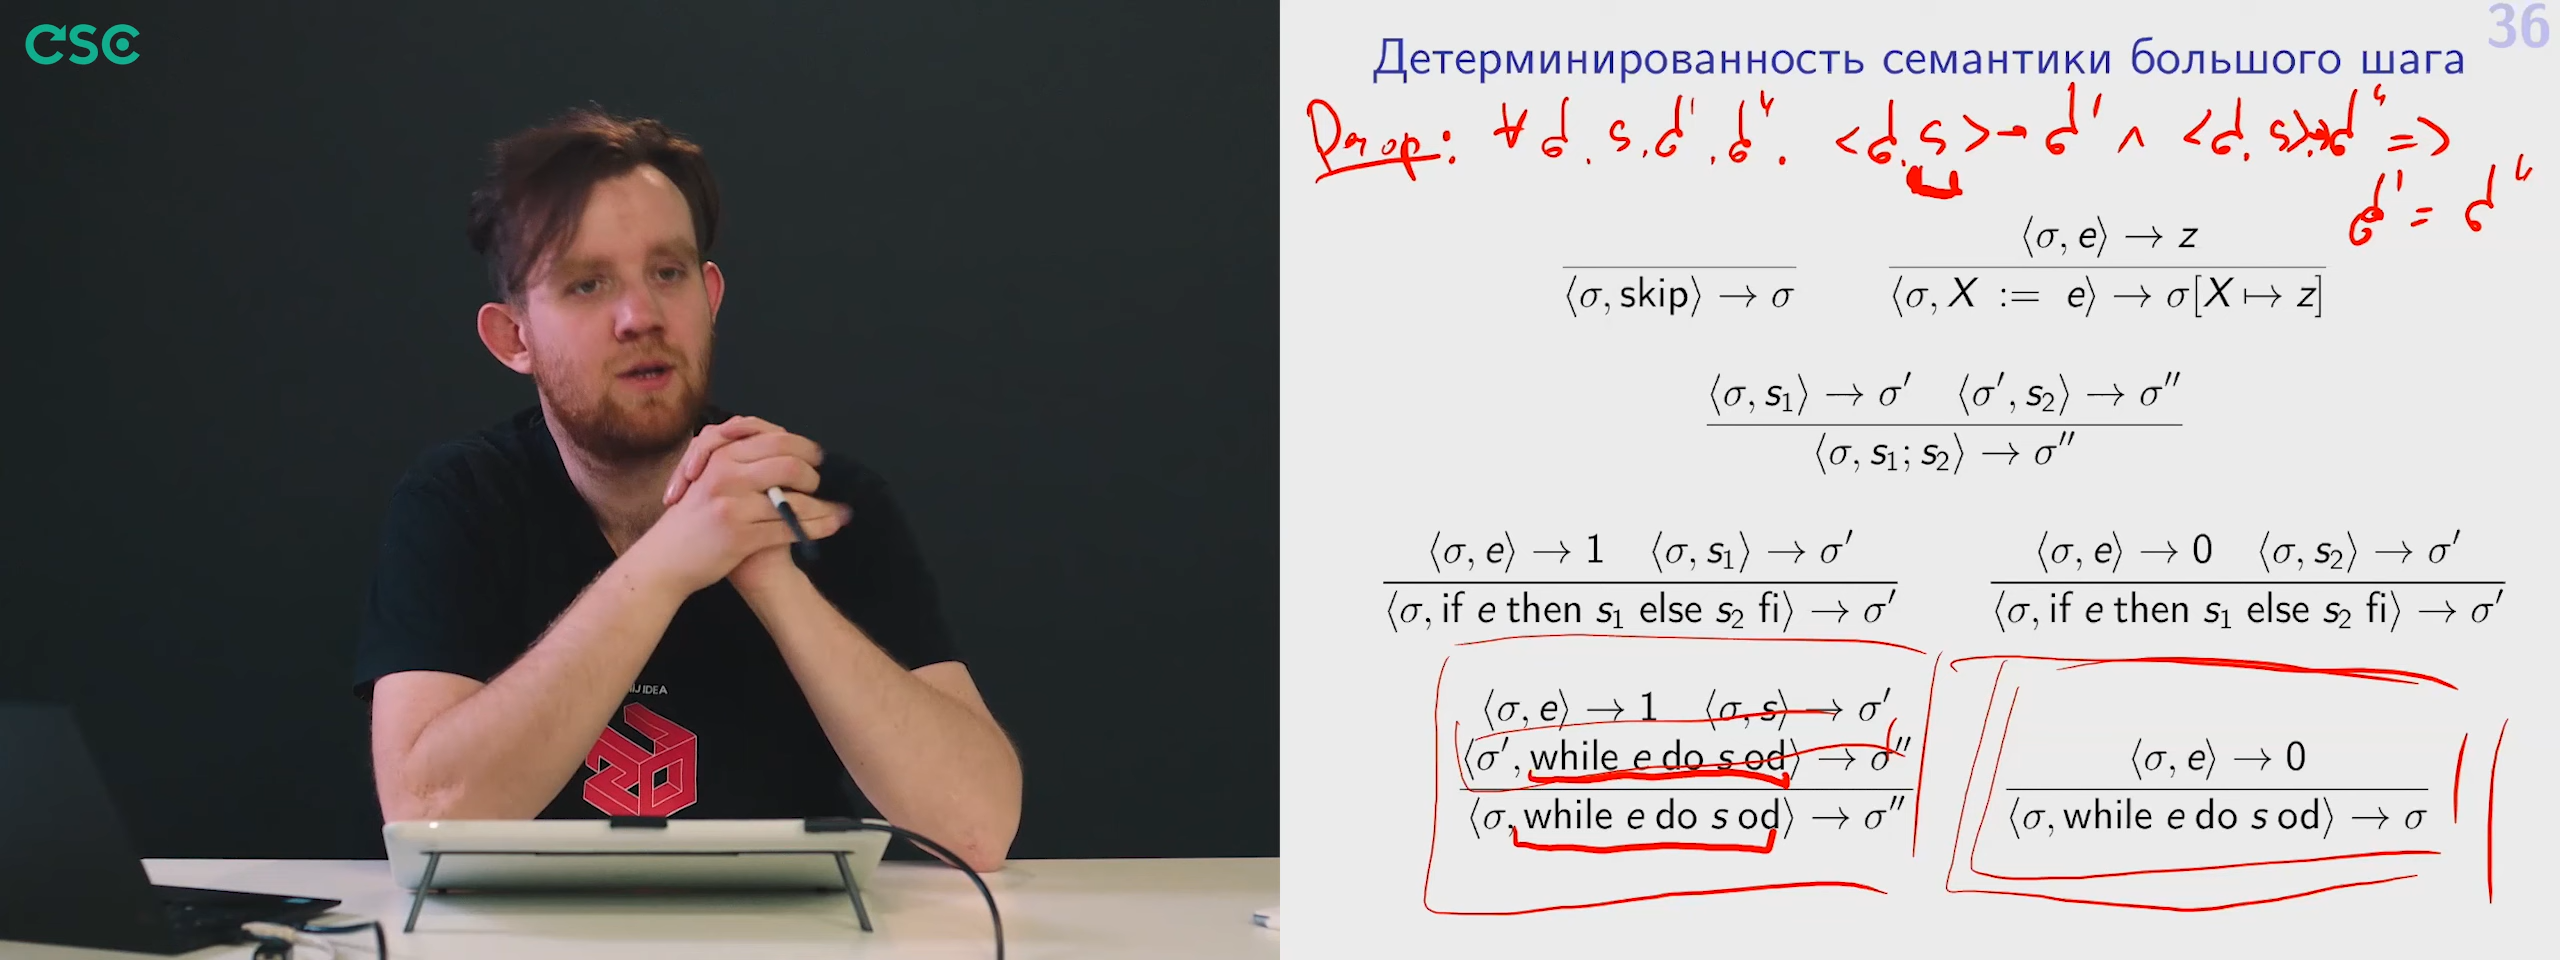 CSC
36
Детерминированность семантики большого шага
Prop: ∀ σ, s, σ', σ''. <σ, s> → σ' ∧ <σ, s> → σ'' =>
σ' = σ''
⟨σ, e⟩ → z
⟨σ, skip⟩ → σ ⟨σ, X := e⟩ → σ[X ↦ z]
⟨σ, s₁⟩ → σ′ ⟨σ′, s₂⟩ → σ″
⟨σ, s₁; s₂⟩ → σ″
⟨σ, e⟩ → 1 ⟨σ, s₁⟩ → σ′ ⟨σ, e⟩ → 0 ⟨σ, s₂⟩ → σ′
⟨σ, if e then s₁ else s₂ fi⟩ → σ′ ⟨σ, if e then s₁ else s₂ fi⟩ → σ′
⟨σ, e⟩ → 1 ⟨σ, s⟩ → σ′
⟨σ′, while e do s od⟩ → σ″ ⟨σ, e⟩ → 0
⟨σ, while e do s od⟩ → σ″ ⟨σ, while e do s od⟩ → σ
IJ IDEA